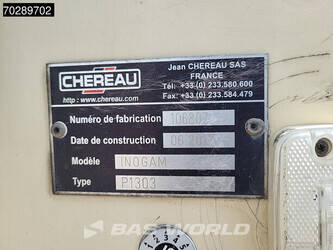 70289702
CHEREAU
http : www.chereau.com
Jean CHEREAU SAS
FRANCE
Tél: +33.(0) 233.580.600
Fax: +33.(0) 233.584.479
Numéro de fabrication
Date de construction
Modèle INOGAM
Type P1303
BAS WORLD